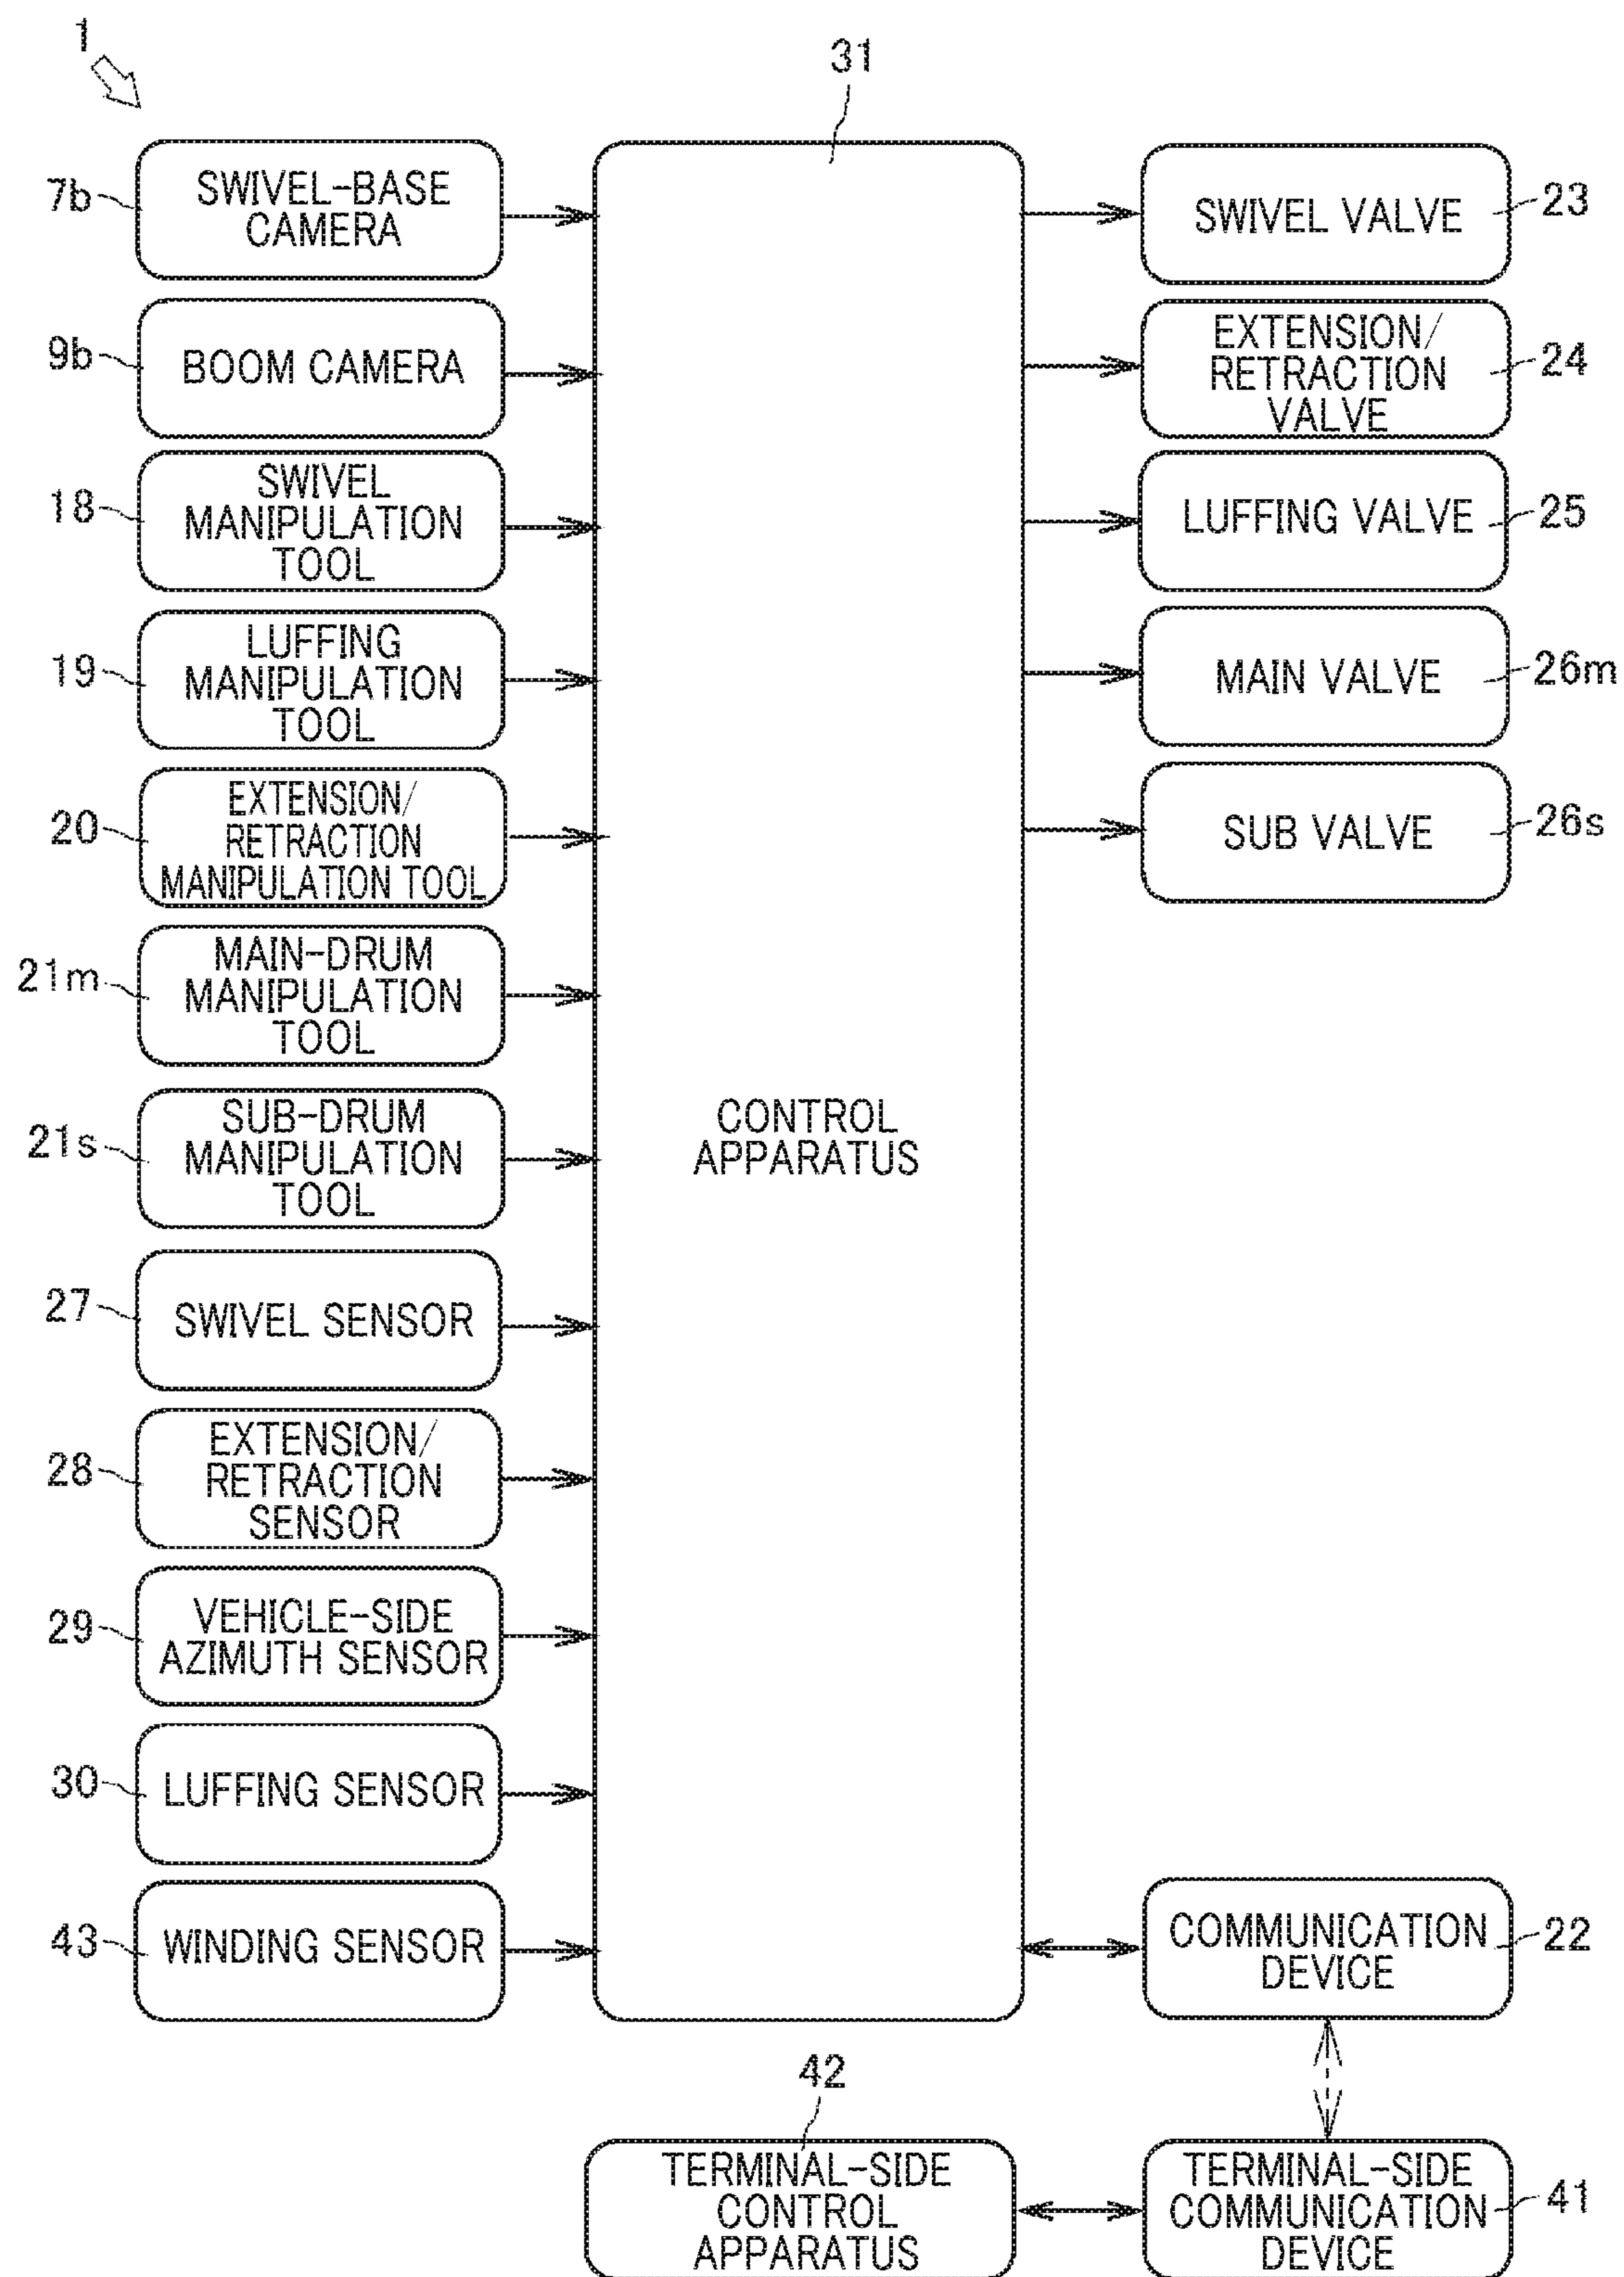 1
31
7b
SWIVEL-BASE
CAMERA
SWIVEL VALVE
23
9b
BOOM CAMERA
EXTENSION/
RETRACTION
VALVE
24
18
SWIVEL
MANIPULATION
TOOL
LUFFING VALVE
25
19
LUFFING
MANIPULATION
TOOL
MAIN VALVE
26m
20
EXTENSION/
RETRACTION
MANIPULATION TOOL
SUB VALVE
26s
21m
MAIN-DRUM
MANIPULATION
TOOL
21s
SUB-DRUM
MANIPULATION
TOOL
CONTROL
APPARATUS
27
SWIVEL SENSOR
28
EXTENSION/
RETRACTION
SENSOR
29
VEHICLE-SIDE
AZIMUTH SENSOR
30
LUFFING SENSOR
43
WINDING SENSOR
COMMUNICATION
DEVICE
22
42
TERMINAL-SIDE
CONTROL
APPARATUS
TERMINAL-SIDE
COMMUNICATION
DEVICE
41